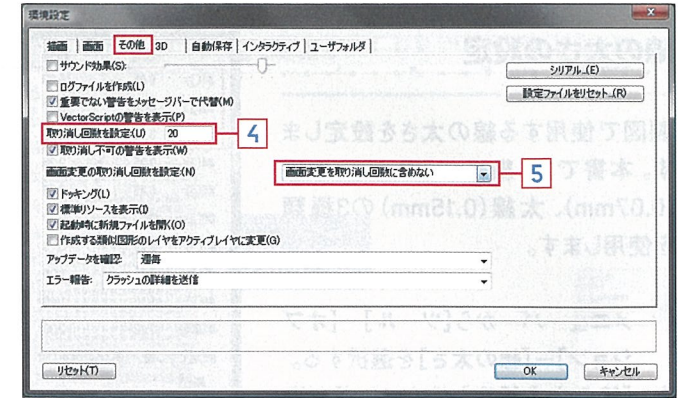 環境設定
描画 画面 その他 3D 自動保存 インタラクティブ ユーザフォルダ
サウンド効果(S):
シリアル...(E)
ログファイルを作成(L)
設定ファイルをリセット...(R)
重要でない警告をメッセージバーで代替(M)
VectorScriptの警告を表示(P)
取り消し回数を設定:(U) 20
4
取り消し不可の警告を表示(W)
画面変更の取り消し回数を設定:(N) 画面変更を取り消し回数に含めない
5
ドッキング(L)
標準リソースを表示(I)
起動時に新規ファイルを開く(O)
作成する類似図形のレイヤをアクティブレイヤに変更(G)
アップデータを確認: 週毎
エラー報告: クラッシュの詳細を送信
リセット(T)
OK
キャンセル